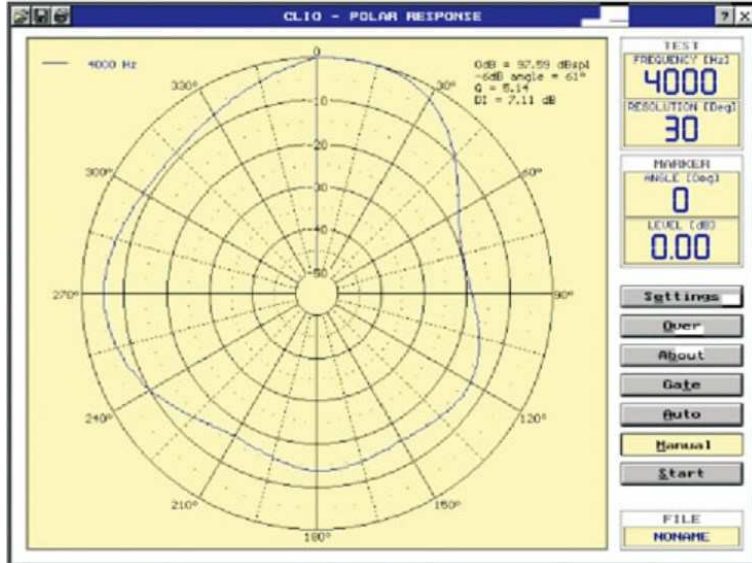 CLIO - POLAR RESPONSE
? X
4000 Hz
0dB = 97.59 dBspl
-6dB angle = 61°
Q = 5.14
DI = 7.11 dB
0
-10
-20
-30
-40
-50
30°
60°
90°
120°
150°
180°
210°
240°
270°
300°
330°
TEST
FREQUENCY [Hz]
4000
RESOLUTION [Deg]
30
MARKER
ANGLE [Deg]
0
LEVEL [dB]
0.00
Settings
Over
About
Gate
Auto
Manual
Start
FILE
NONAME